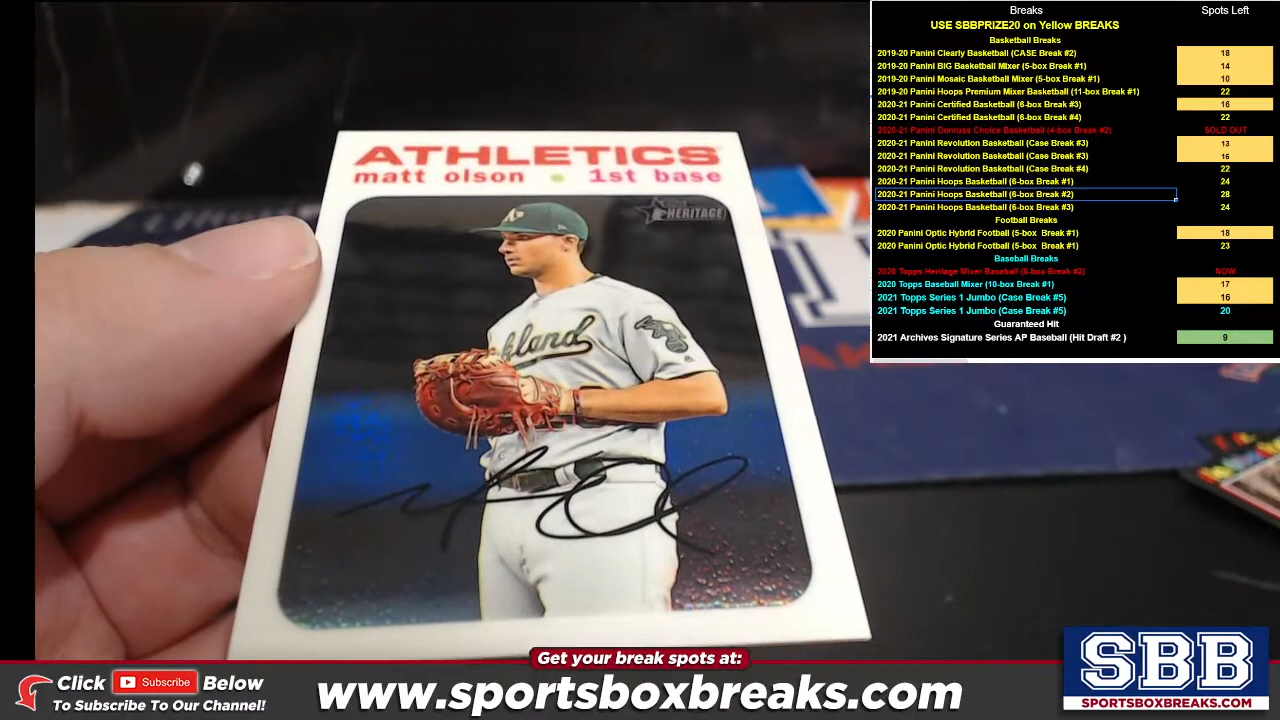 Breaks Spots Left
USE SBBPRIZE20 on Yellow BREAKS
Basketball Breaks
2019-20 Panini Clearly Basketball (CASE Break #2) 18
2019-20 Panini BIG Basketball Mixer (5-box Break #1) 14
2019-20 Panini Mosaic Basketball Mixer (5-box Break #1) 10
2019-20 Panini Hoops Premium Mixer Basketball (11-box Break #1) 22
2020-21 Panini Certified Basketball (6-box Break #3) 16
2020-21 Panini Certified Basketball (6-box Break #4) 22
2020-21 Panini Donruss Choice Basketball (4-box Break #2) SOLD OUT
2020-21 Panini Revolution Basketball (Case Break #3) 13
2020-21 Panini Revolution Basketball (Case Break #3) 16
2020-21 Panini Revolution Basketball (Case Break #4) 22
2020-21 Panini Hoops Basketball (6-box Break #1) 24
2020-21 Panini Hoops Basketball (6-box Break #2) 28
2020-21 Panini Hoops Basketball (6-box Break #3) 24
Football Breaks
2020 Panini Optic Hybrid Football (5-box Break #1) 18
2020 Panini Optic Hybrid Football (5-box Break #1) 23
Baseball Breaks
2020 Topps Heritage Mixer Baseball (8-box Break #2) NOW
2020 Topps Baseball Mixer (10-box Break #1) 17
2021 Topps Series 1 Jumbo (Case Break #5) 16
2021 Topps Series 1 Jumbo (Case Break #5) 20
Guaranteed Hit
2021 Archives Signature Series AP Baseball (Hit Draft #2 ) 9
ATHLETICS
matt olson 1st base
Topps
HERITAGE
kland
Get your break spots at:
Click Subscribe Below
To Subscribe To Our Channel!
www.sportsboxbreaks.com
SBB
SPORTSBOXBREAKS.COM